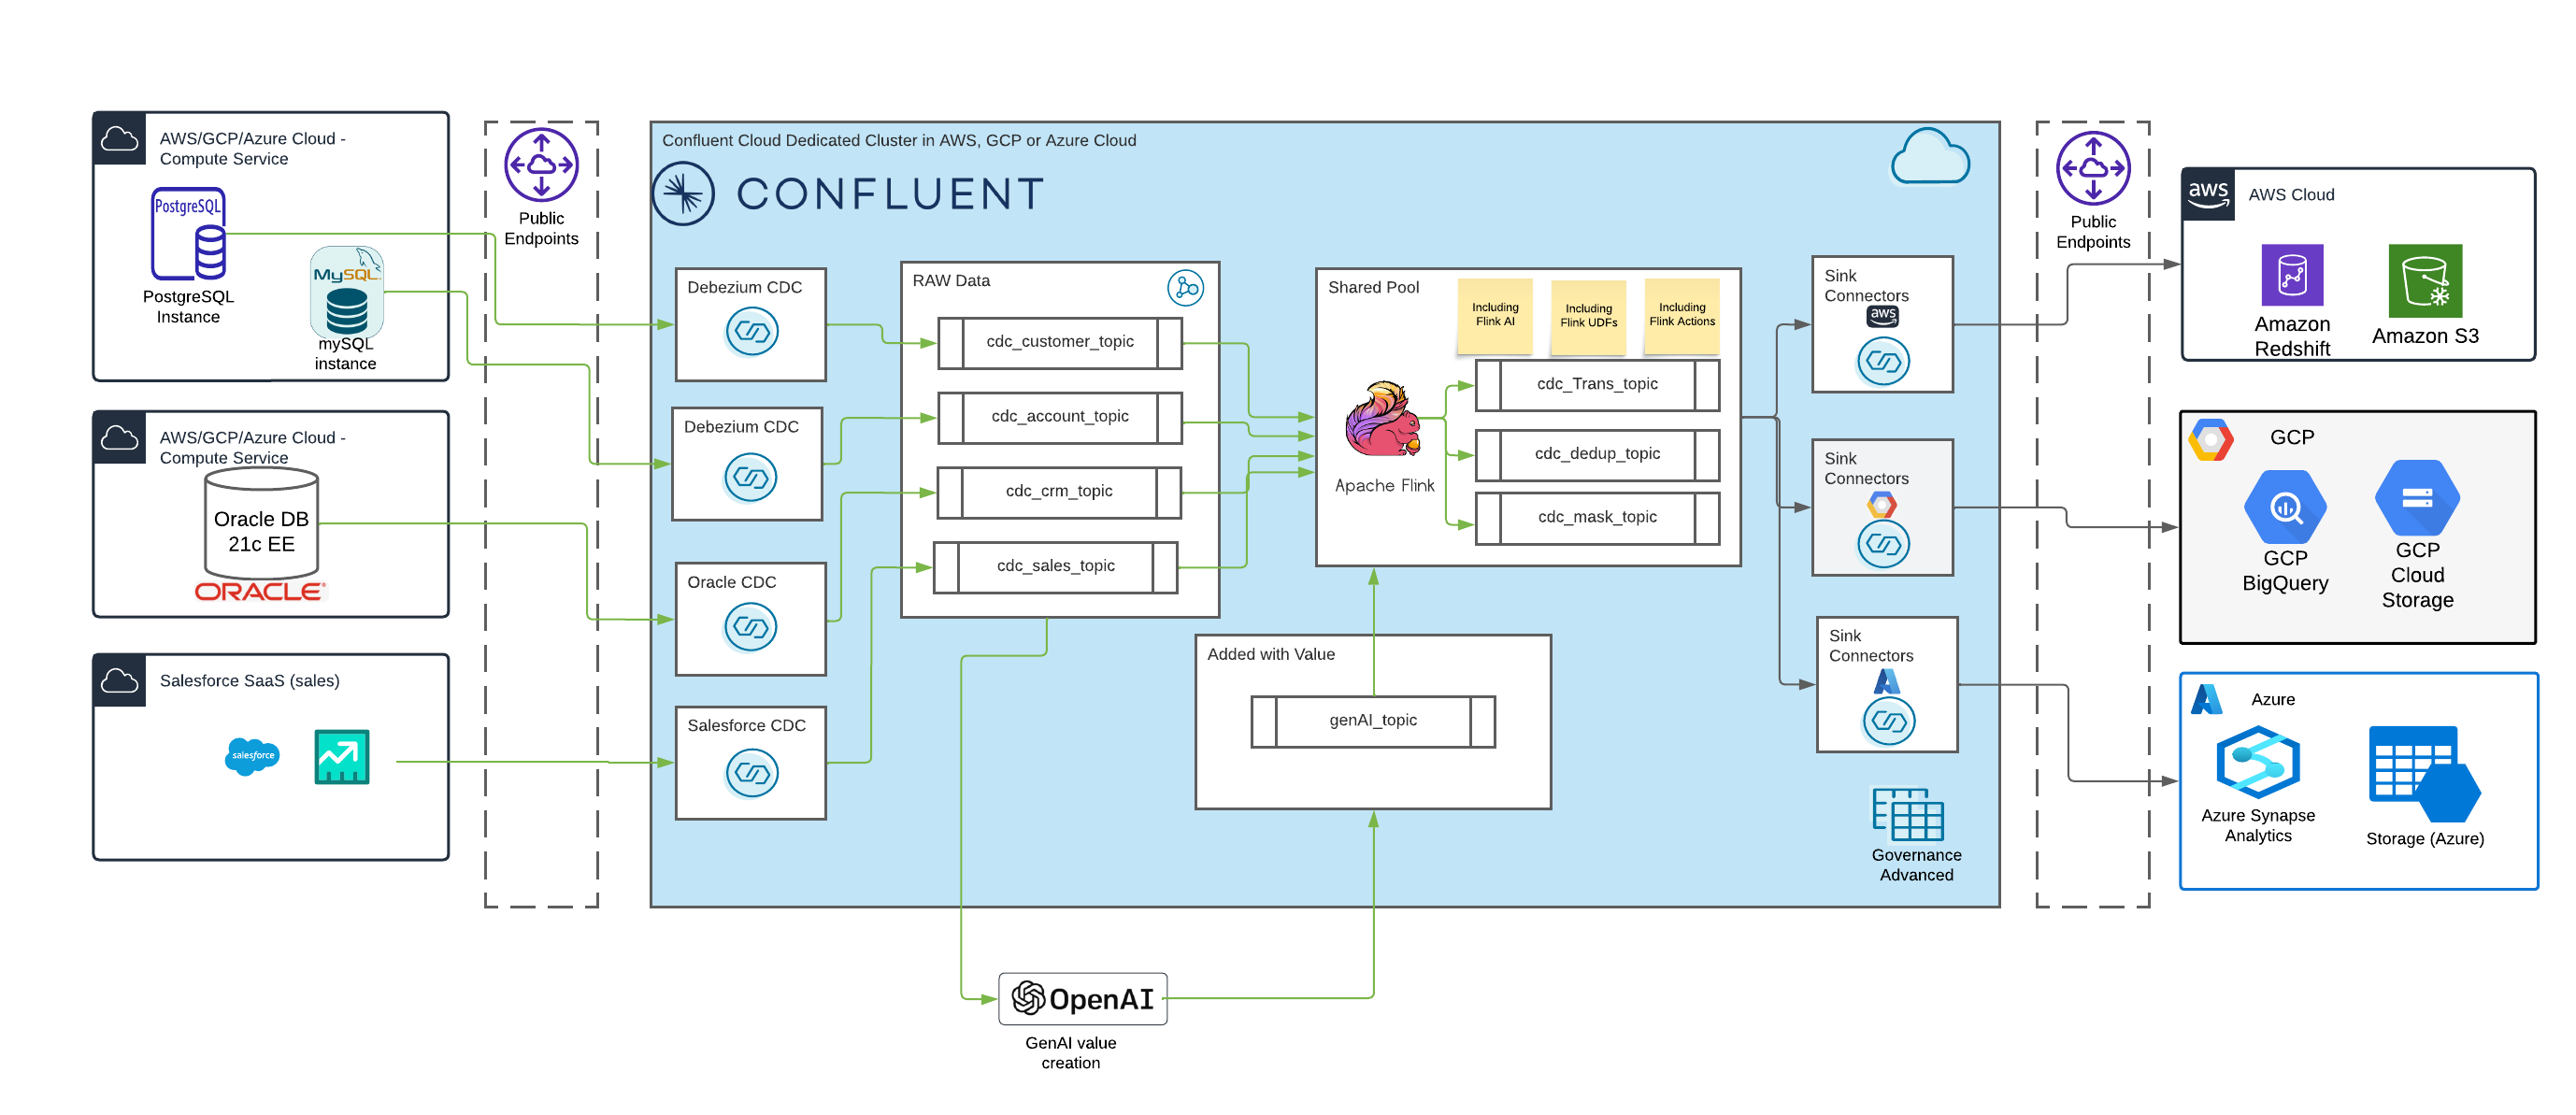 AWS/GCP/Azure Cloud -
Compute Service
PostgreSQL
PostgreSQL
Instance
MySQL
mySQL
instance
AWS/GCP/Azure Cloud -
Compute Service
Oracle DB
21c EE
ORACLE
Salesforce SaaS (sales)
salesforce
Public
Endpoints
Confluent Cloud Dedicated Cluster in AWS, GCP or Azure Cloud
CONFLUENT
Debezium CDC
Debezium CDC
Oracle CDC
Salesforce CDC
RAW Data
cdc_customer_topic
cdc_account_topic
cdc_crm_topic
cdc_sales_topic
Shared Pool
Including
Flink AI
Including
Flink UDFs
Including
Flink Actions
Apache Flink
cdc_Trans_topic
cdc_dedup_topic
cdc_mask_topic
Added with Value
genAI_topic
OpenAI
GenAI value
creation
Sink
Connectors
aws
Sink
Connectors
Sink
Connectors
Governance
Advanced
Public
Endpoints
aws
AWS Cloud
Amazon
Redshift
Amazon S3
GCP
GCP
BigQuery
GCP
Cloud
Storage
Azure
Azure Synapse
Analytics
Storage (Azure)